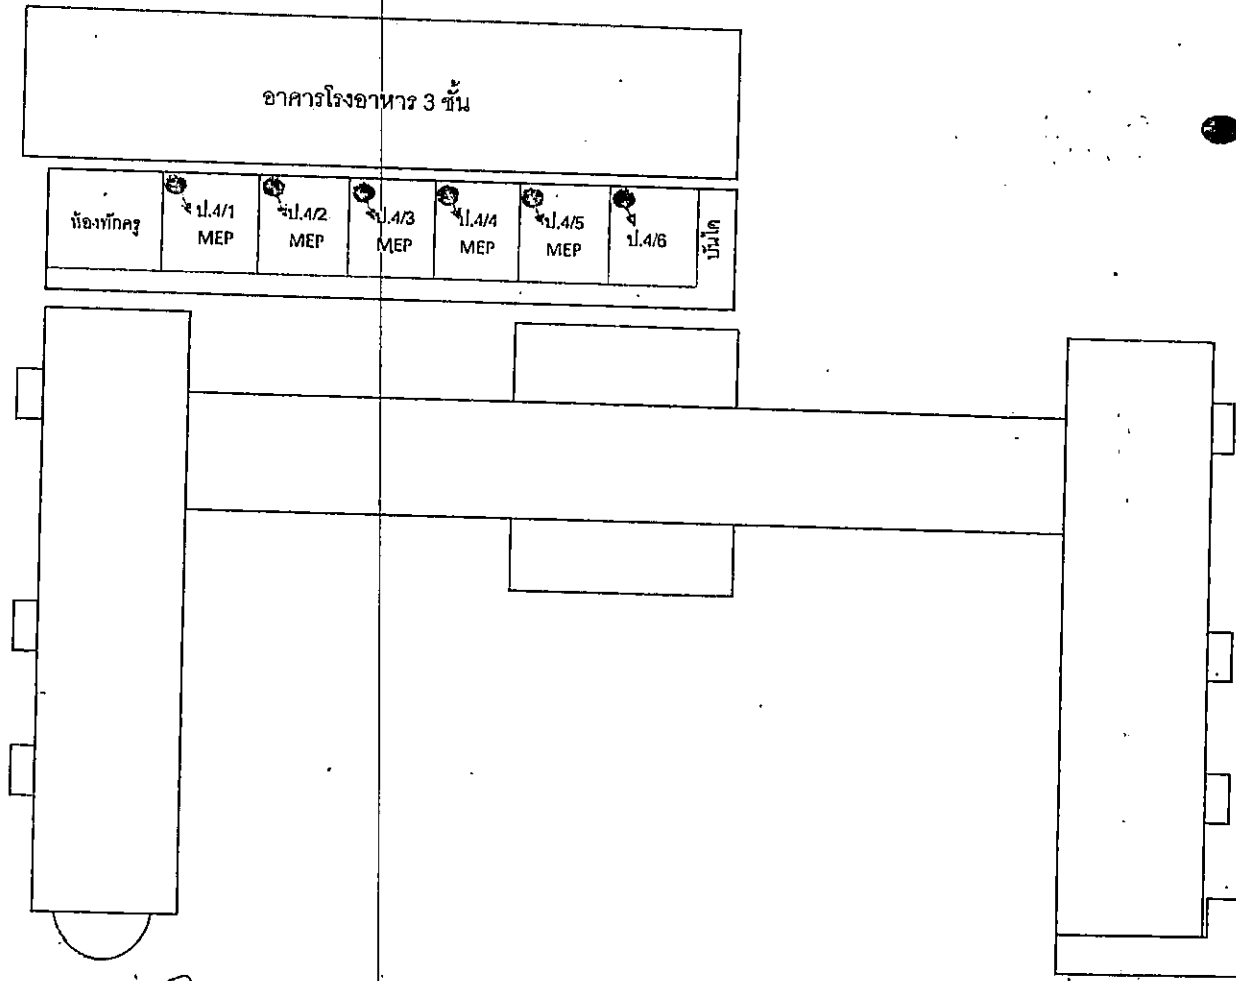 อาคารโรงอาหาร 3 ชั้น
ห้องพักครู
ป.4/1
MEP
ป.4/2
MEP
ป.4/3
MEP
ป.4/4
MEP
ป.4/5
MEP
ป.4/6
บันได